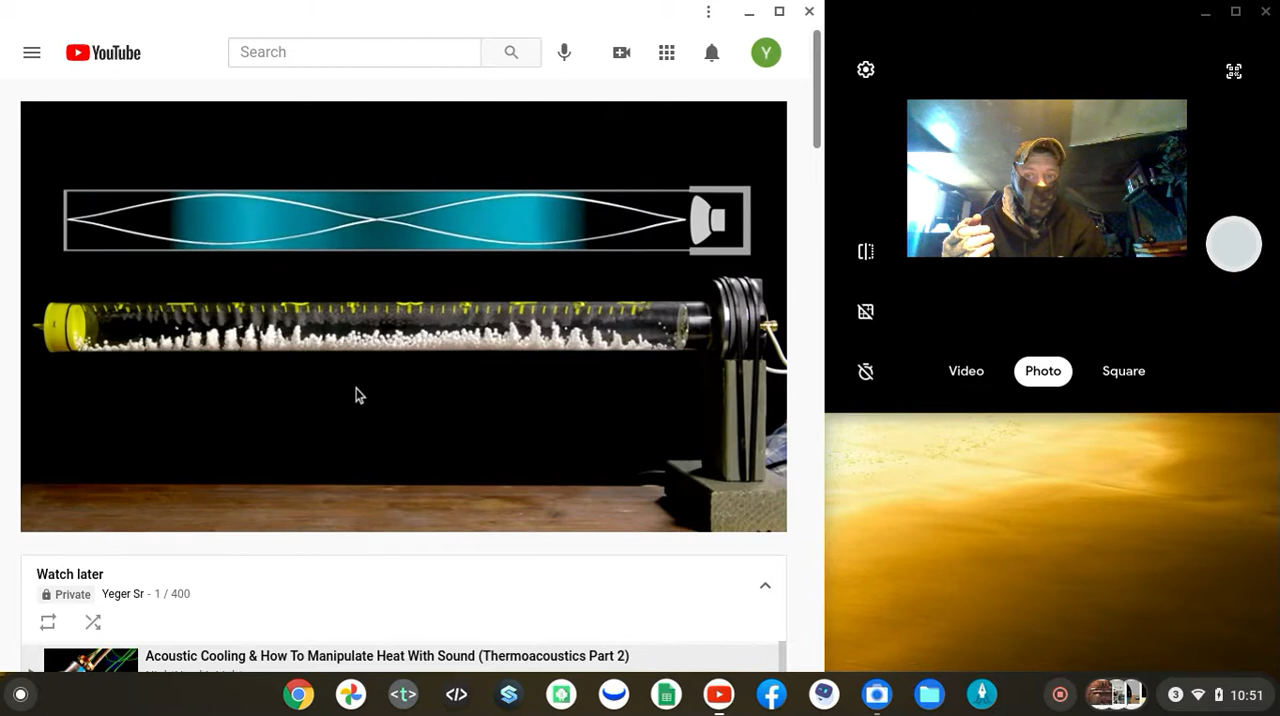 YouTube
Search
Y
Watch later
Private Yeger Sr - 1 / 400
Acoustic Cooling & How To Manipulate Heat With Sound (Thermoacoustics Part 2)
Video
Photo
Square
3
10:51